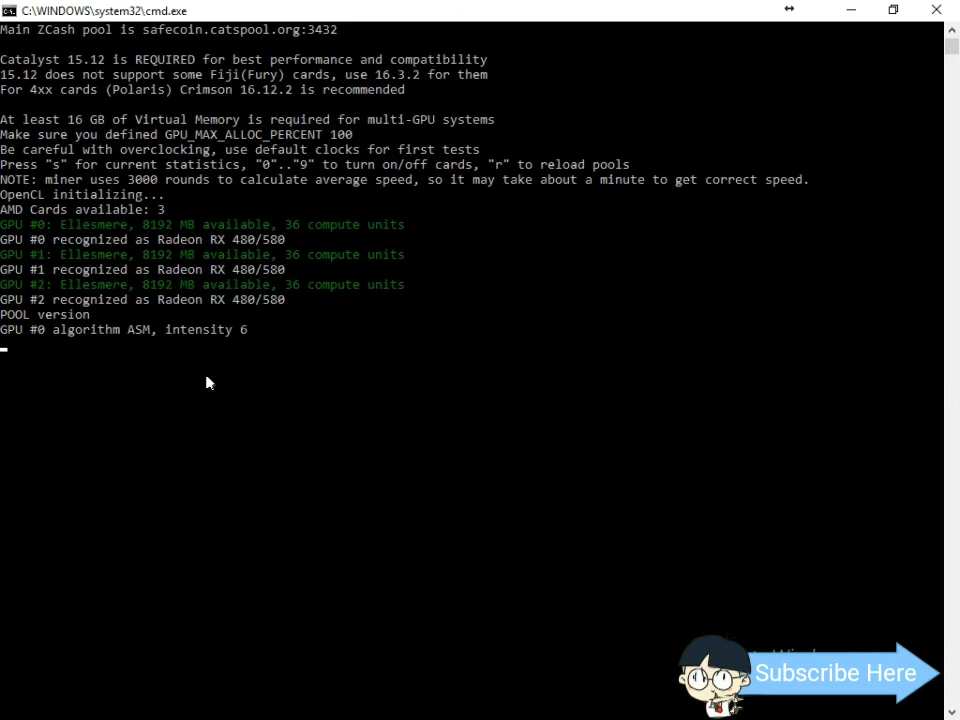 C:\WINDOWS\system32\cmd.exe
Main ZCash pool is safecoin.catspool.org:3432
Catalyst 15.12 is REQUIRED for best performance and compatibility
15.12 does not support some Fiji(Fury) cards, use 16.3.2 for them
For 4xx cards (Polaris) Crimson 16.12.2 is recommended
At least 16 GB of Virtual Memory is required for multi-GPU systems
Make sure you defined GPU_MAX_ALLOC_PERCENT 100
Be careful with overclocking, use default clocks for first tests
Press "s" for current statistics, "0".."9" to turn on/off cards, "r" to reload pools
NOTE: miner uses 3000 rounds to calculate average speed, so it may take about a minute to get correct speed.
OpenCL initializing...
AMD Cards available: 3
GPU #0: Ellesmere, 8192 MB available, 36 compute units
GPU #0 recognized as Radeon RX 480/580
GPU #1: Ellesmere, 8192 MB available, 36 compute units
GPU #1 recognized as Radeon RX 480/580
GPU #2: Ellesmere, 8192 MB available, 36 compute units
GPU #2 recognized as Radeon RX 480/580
POOL version
GPU #0 algorithm ASM, intensity 6
Subscribe Here